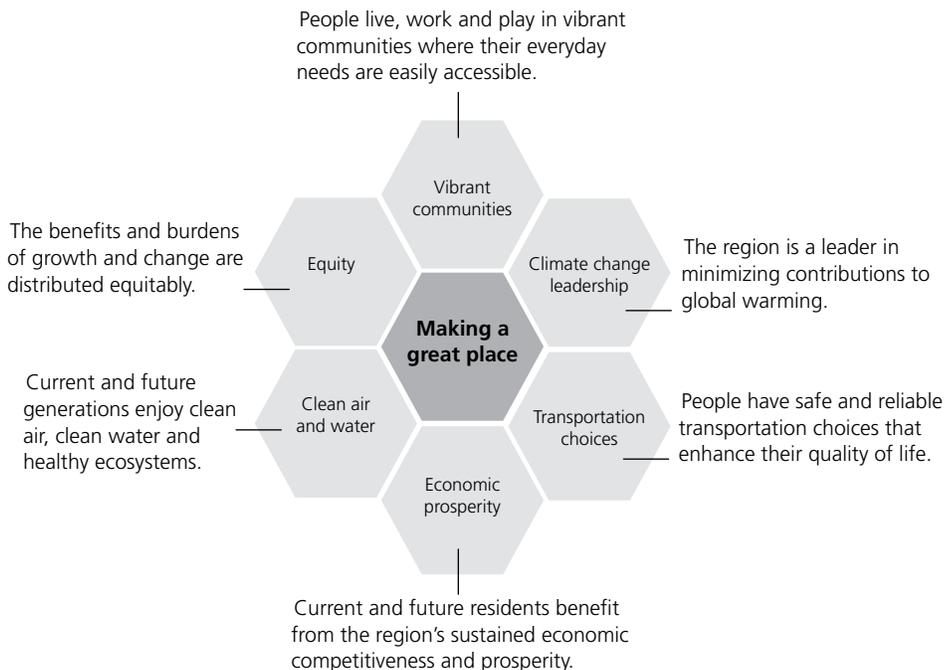 People live, work and play in vibrant
communities where their everyday
needs are easily accessible.
Vibrant
communities
The benefits and burdens
of growth and change are
distributed equitably.
Equity
Climate change
leadership
The region is a leader in
minimizing contributions to
global warming.
Making a
great place
Current and future
generations enjoy clean
air, clean water and
healthy ecosystems.
Clean air
and water
Transportation
choices
People have safe and reliable
transportation choices that
enhance their quality of life.
Economic
prosperity
Current and future residents benefit
from the region’s sustained economic
competitiveness and prosperity.